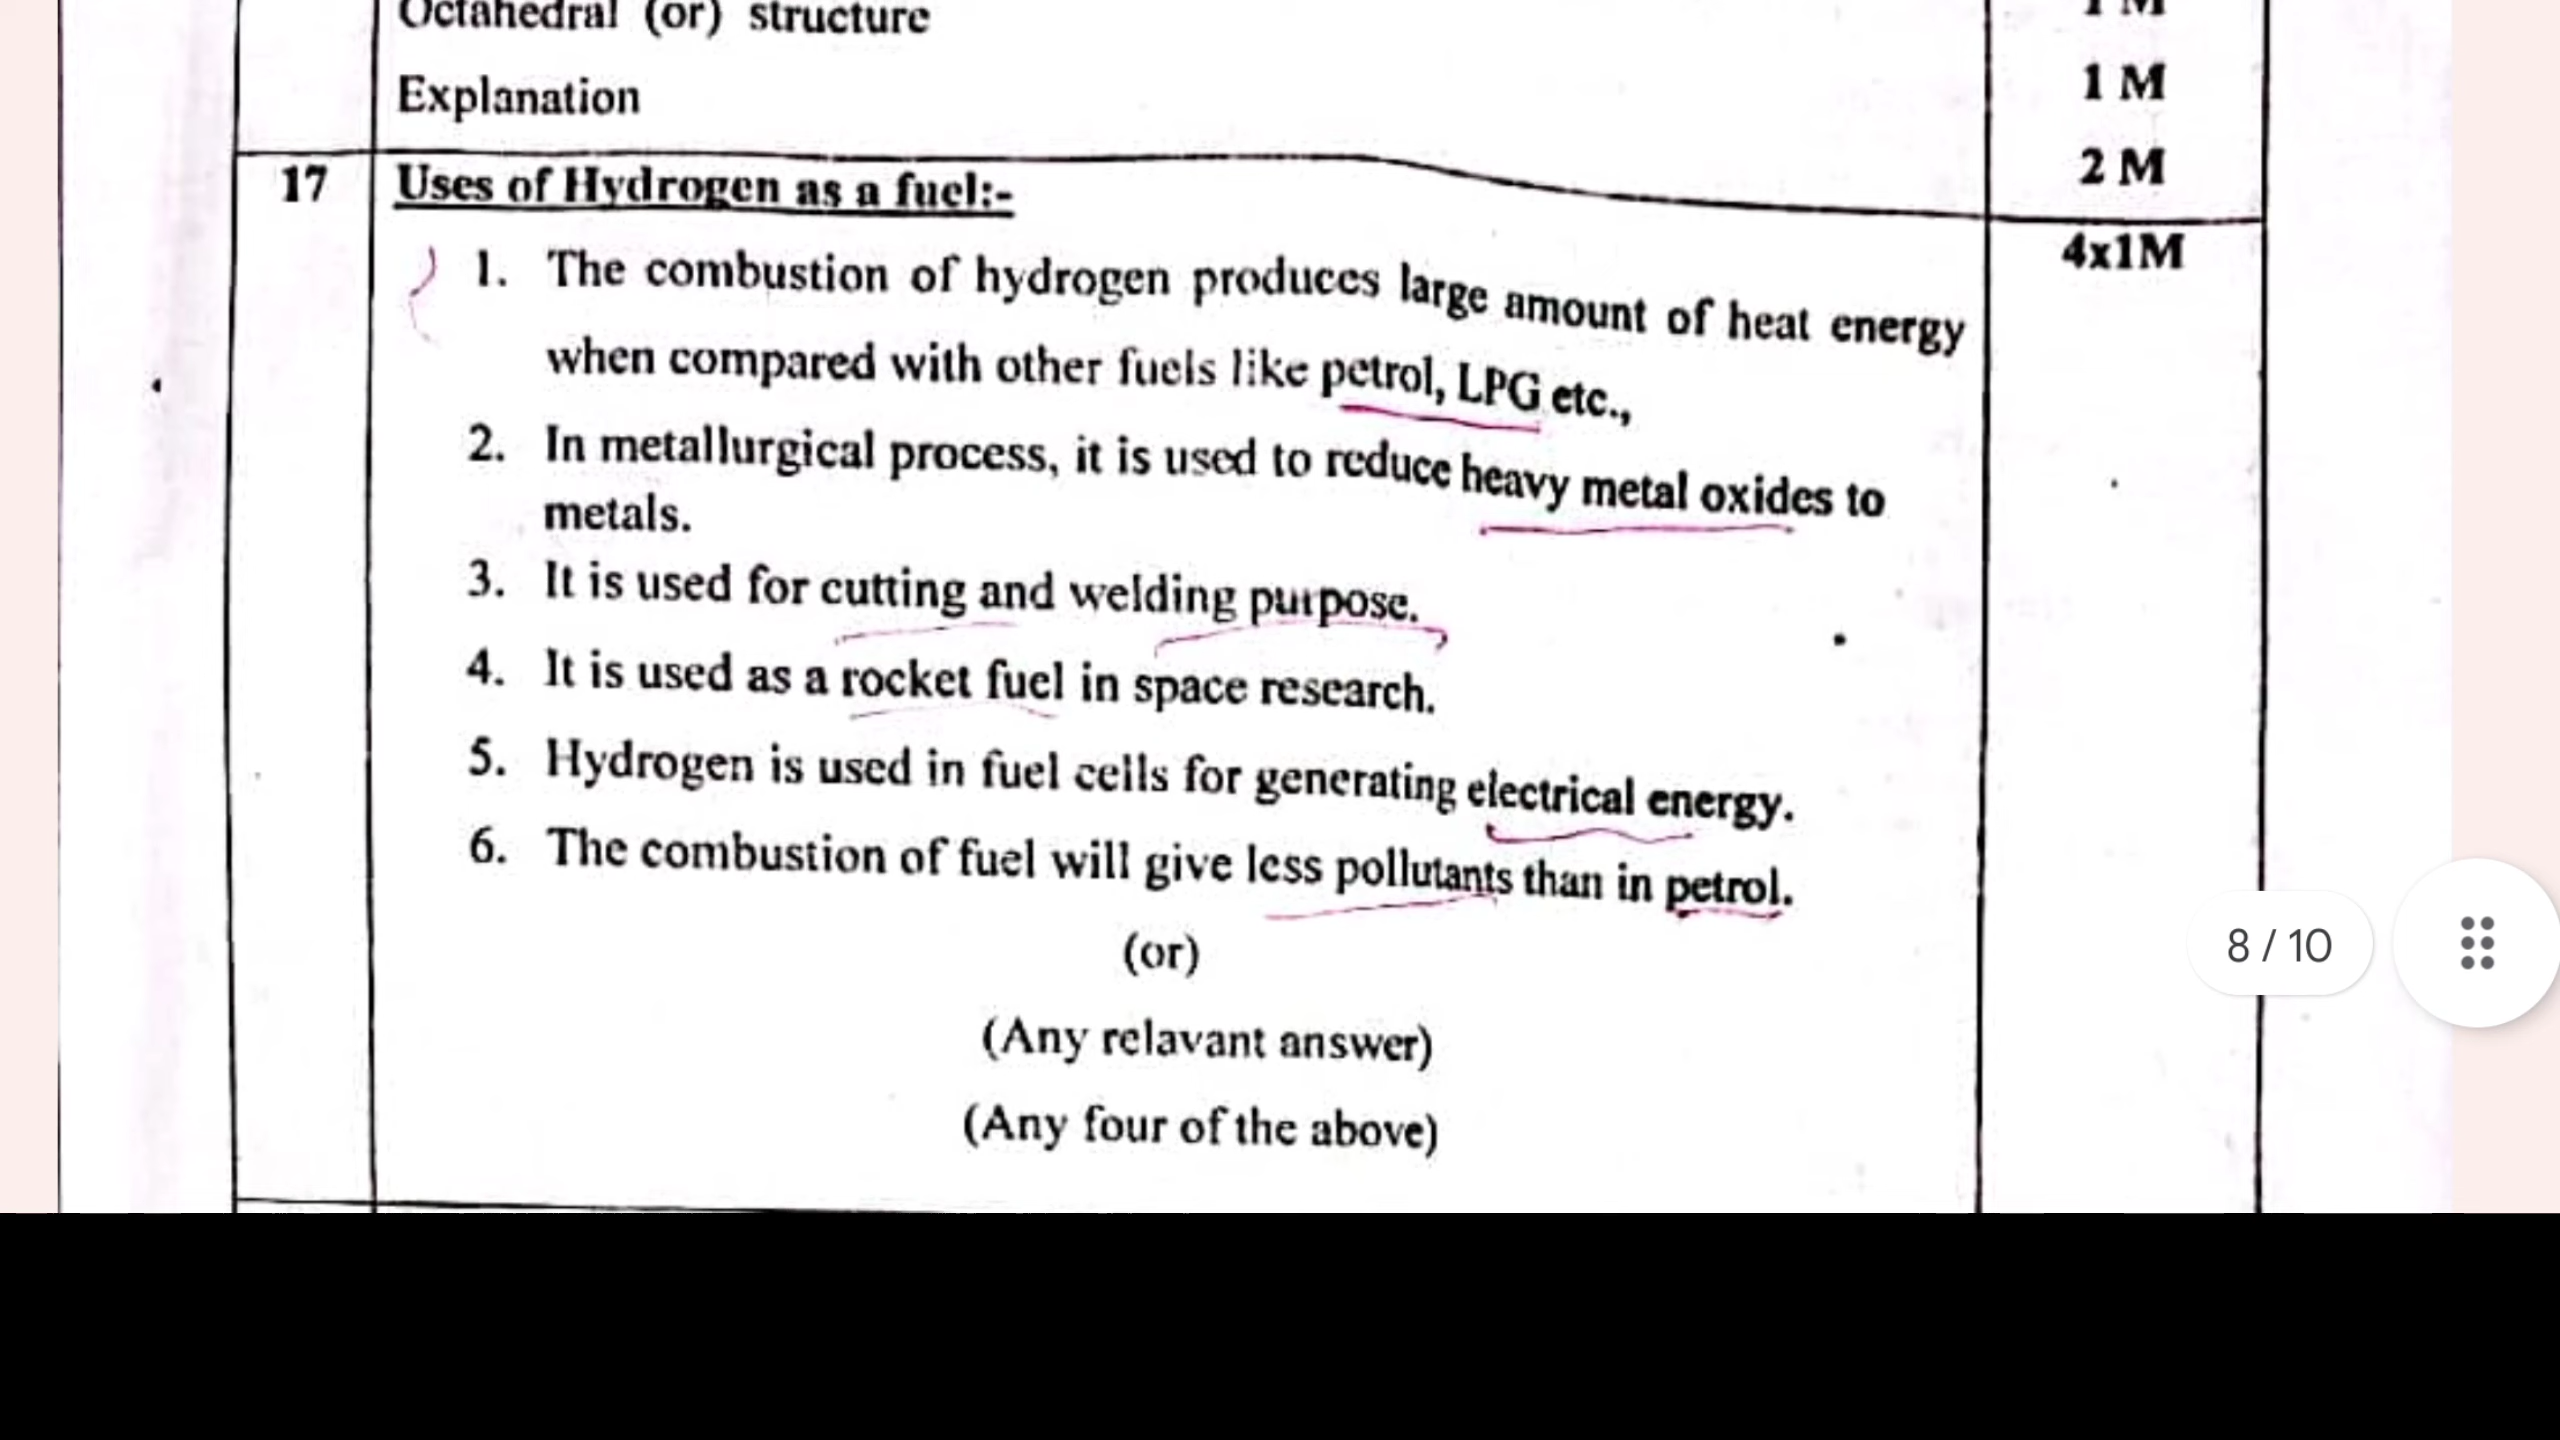 Octahedral (or) structure
1 M
Explanation
1 M
2 M
17
Uses of Hydrogen as a fuel:-
4x1M
1. The combustion of hydrogen produces large amount of heat energy
when compared with other fuels like petrol, LPG etc.,
2. In metallurgical process, it is used to reduce heavy metal oxides to
metals.
3. It is used for cutting and welding purpose.
4. It is used as a rocket fuel in space research.
5. Hydrogen is used in fuel cells for generating electrical energy.
6. The combustion of fuel will give less pollutants than in petrol.
(or)
(Any relavant answer)
(Any four of the above)
8 / 10